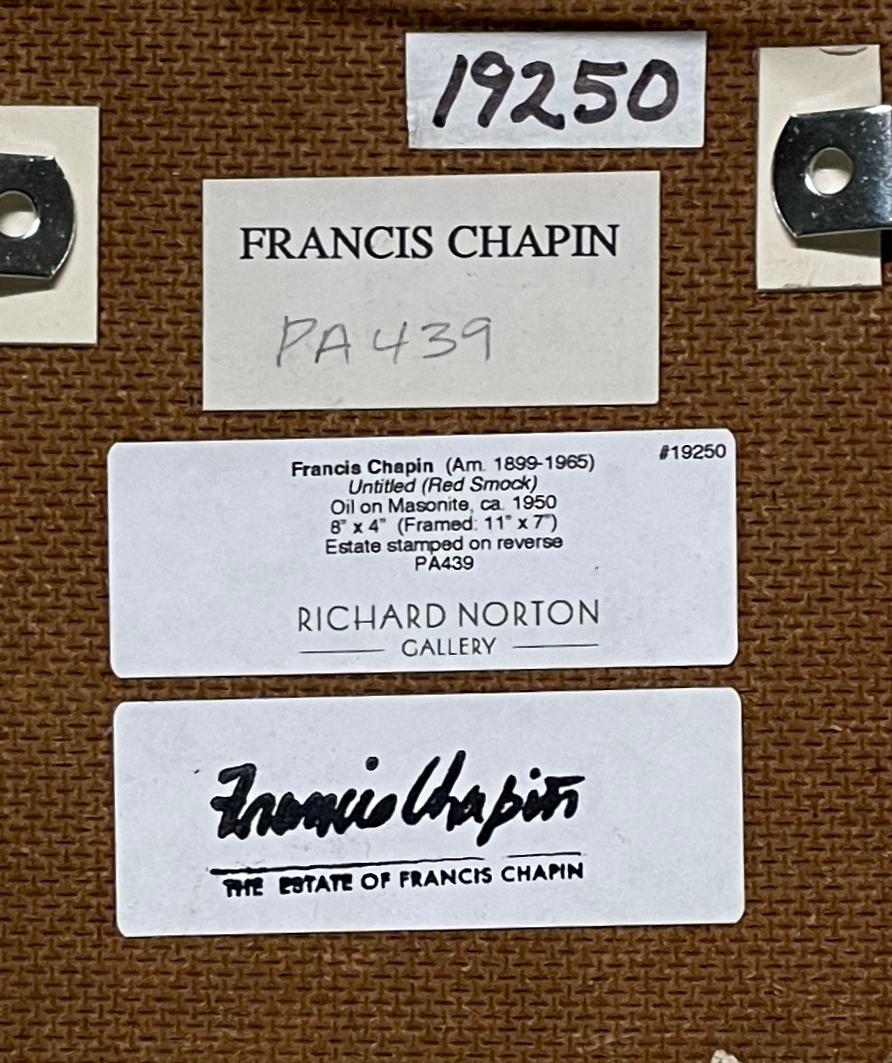 19250
FRANCIS CHAPIN
PA439
#19250
Francis Chapin (Am. 1899-1965)
Untitled (Red Smock)
Oil on Masonite, ca. 1950
8" x 4" (Framed: 11" x 7")
Estate stamped on reverse
PA439
RICHARD NORTON
GALLERY
Francis Chapin
THE ESTATE OF FRANCIS CHAPIN